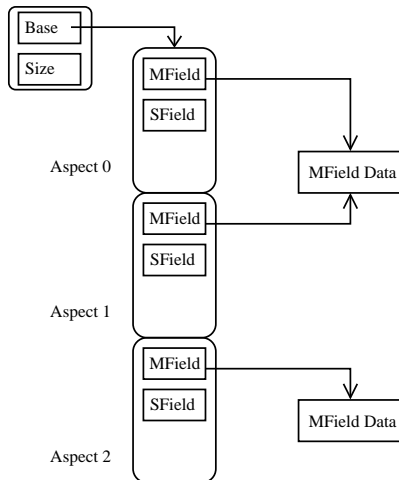 Base
Size
MField
SField
Aspect 0
MField Data
MField
SField
Aspect 1
MField
SField
MField Data
Aspect 2